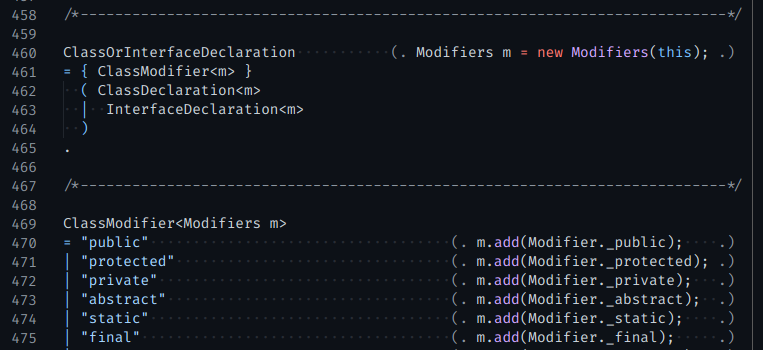 458 /*--------------------------------------------------------------------------*/
459
460 ClassOrInterfaceDeclaration (. Modifiers m = new Modifiers(this); .)
461 = { ClassModifier<m> }
462 ( ClassDeclaration<m>
463 | InterfaceDeclaration<m>
464 )
465 .
466
467 /*--------------------------------------------------------------------------*/
468
469 ClassModifier<Modifiers m>
470 = "public" (. m.add(Modifier._public); .)
471 | "protected" (. m.add(Modifier._protected); .)
472 | "private" (. m.add(Modifier._private); .)
473 | "abstract" (. m.add(Modifier._abstract); .)
474 | "static" (. m.add(Modifier._static); .)
475 | "final" (. m.add(Modifier._final); .)